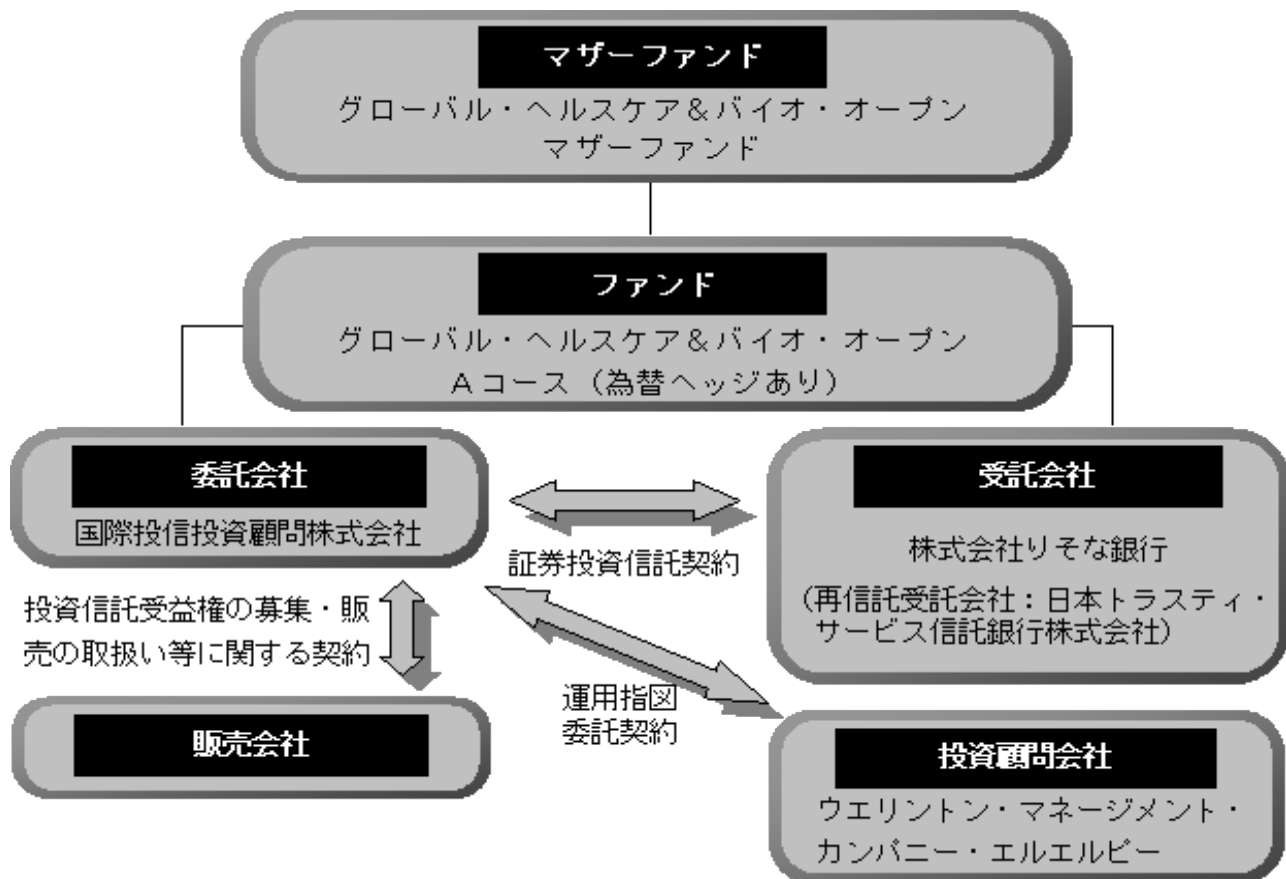 マザーファンド
グローバル・ヘルスケア＆バイオ・オープン
マザーファンド
ファンド
グローバル・ヘルスケア＆バイオ・オープン
Ａコース（為替ヘッジあり）
委託会社
国際投信投資顧問株式会社
証券投資信託契約
受託会社
株式会社りそな銀行
（再信託受託会社：日本トラスティ・
サービス信託銀行株式会社）
投資信託受益権の募集・販
売の取扱い等に関する契約
運用指図
委託契約
販売会社
投資顧問会社
ウエリントン・マネージメント・
カンパニー・エルエルピー